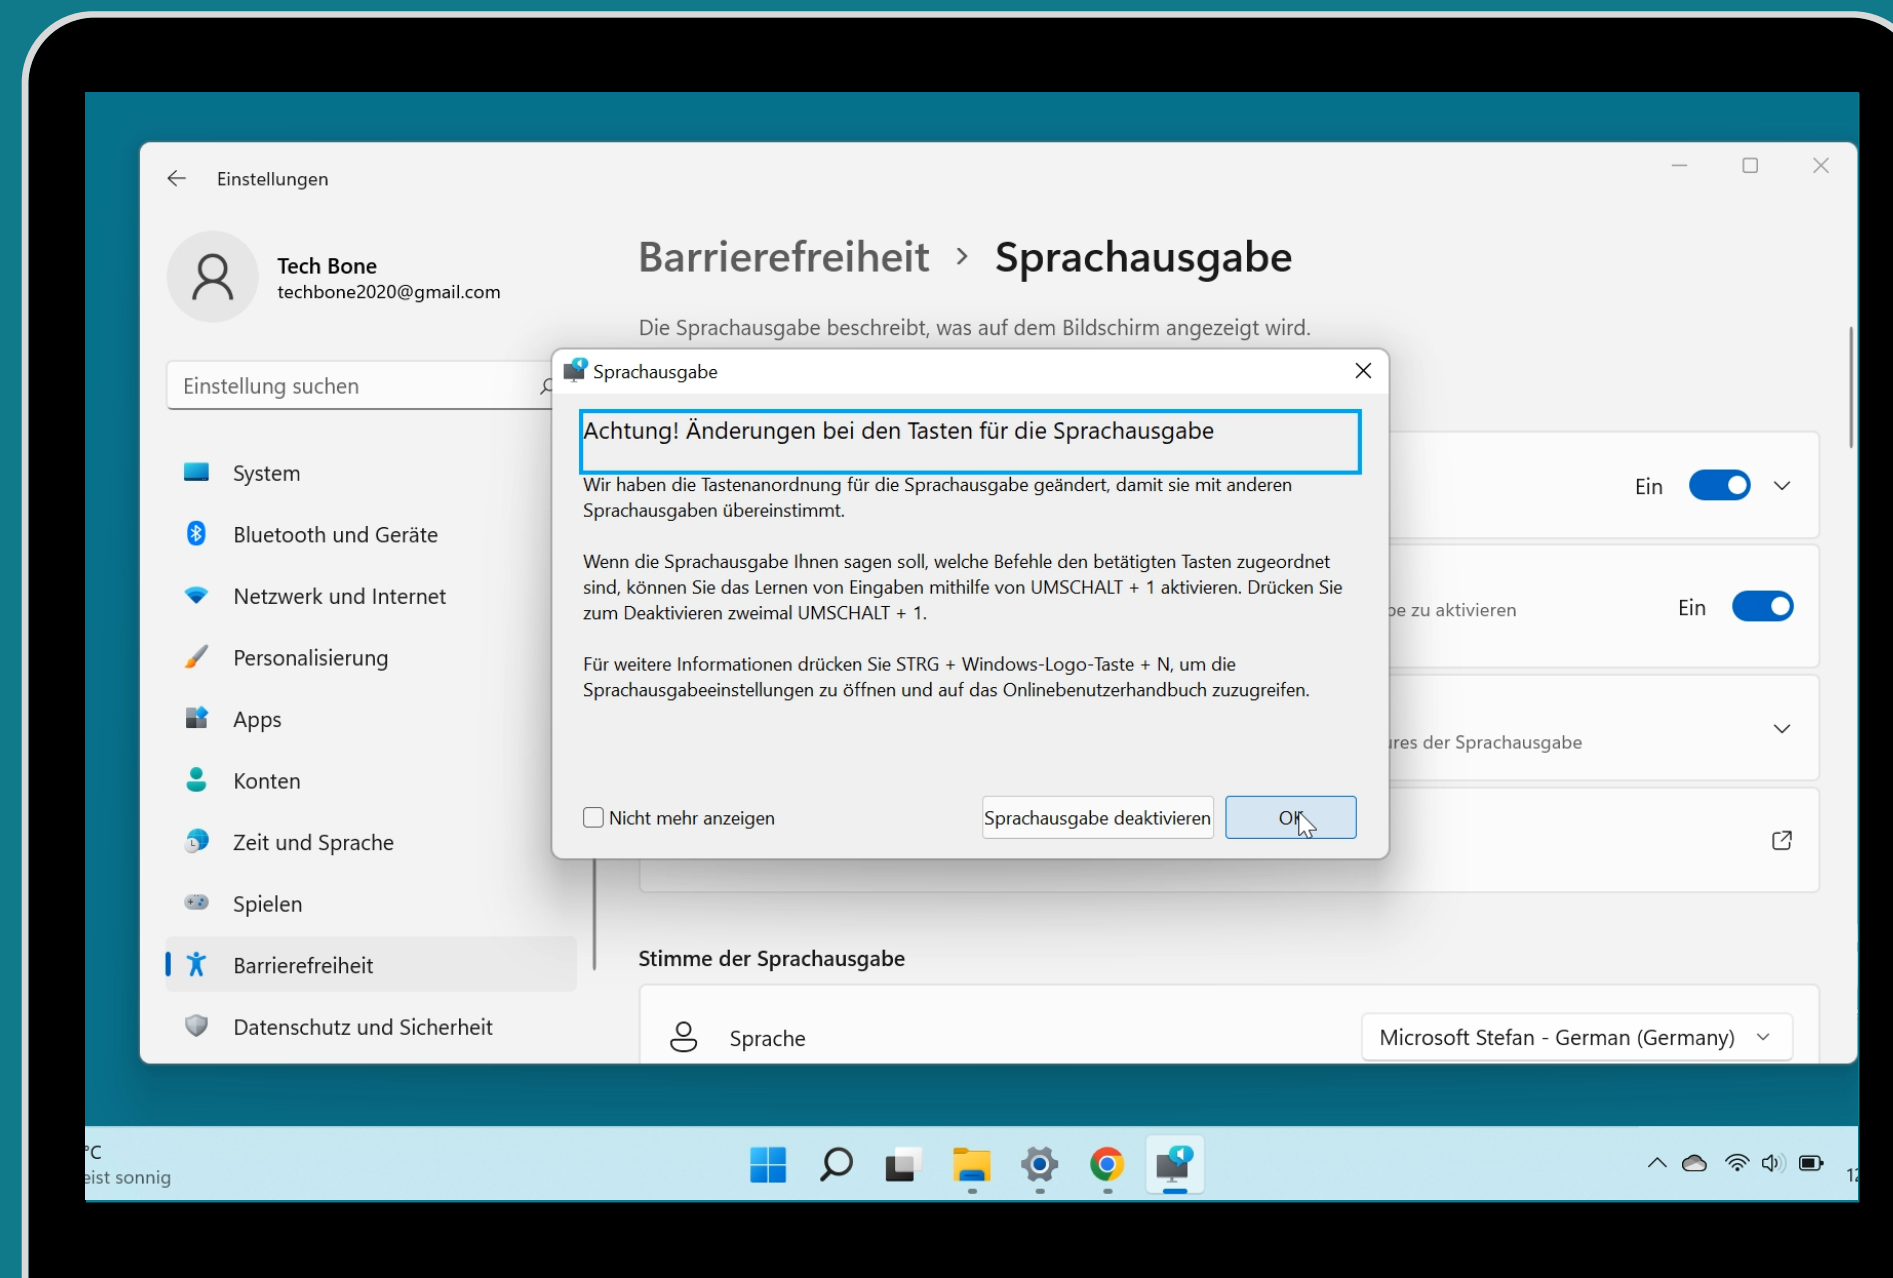 Einstellungen
Tech Bone
techbone2020@gmail.com
Einstellung suchen
System
Bluetooth und Geräte
Netzwerk und Internet
Personalisierung
Apps
Konten
Zeit und Sprache
Spielen
Barrierefreiheit
Datenschutz und Sicherheit
Barrierefreiheit > Sprachausgabe
Die Sprachausgabe beschreibt, was auf dem Bildschirm angezeigt wird.
Sprachausgabe
Achtung! Änderungen bei den Tasten für die Sprachausgabe
Wir haben die Tastenanordnung für die Sprachausgabe geändert, damit sie mit anderen
Sprachausgaben übereinstimmt.
Wenn die Sprachausgabe Ihnen sagen soll, welche Befehle den betätigten Tasten zugeordnet
sind, können Sie das Lernen von Eingaben mithilfe von UMSCHALT + 1 aktivieren. Drücken Sie
zum Deaktivieren zweimal UMSCHALT + 1.
Für weitere Informationen drücken Sie STRG + Windows-Logo-Taste + N, um die
Sprachausgabeeinstellungen zu öffnen und auf das Onlinebenutzerhandbuch zuzugreifen.
Nicht mehr anzeigen
Sprachausgabe deaktivieren
OK
Ein
zu aktivieren
Ein
der Sprachausgabe
Stimme der Sprachausgabe
Sprache
Microsoft Stefan - German (Germany)
°C
sonnig